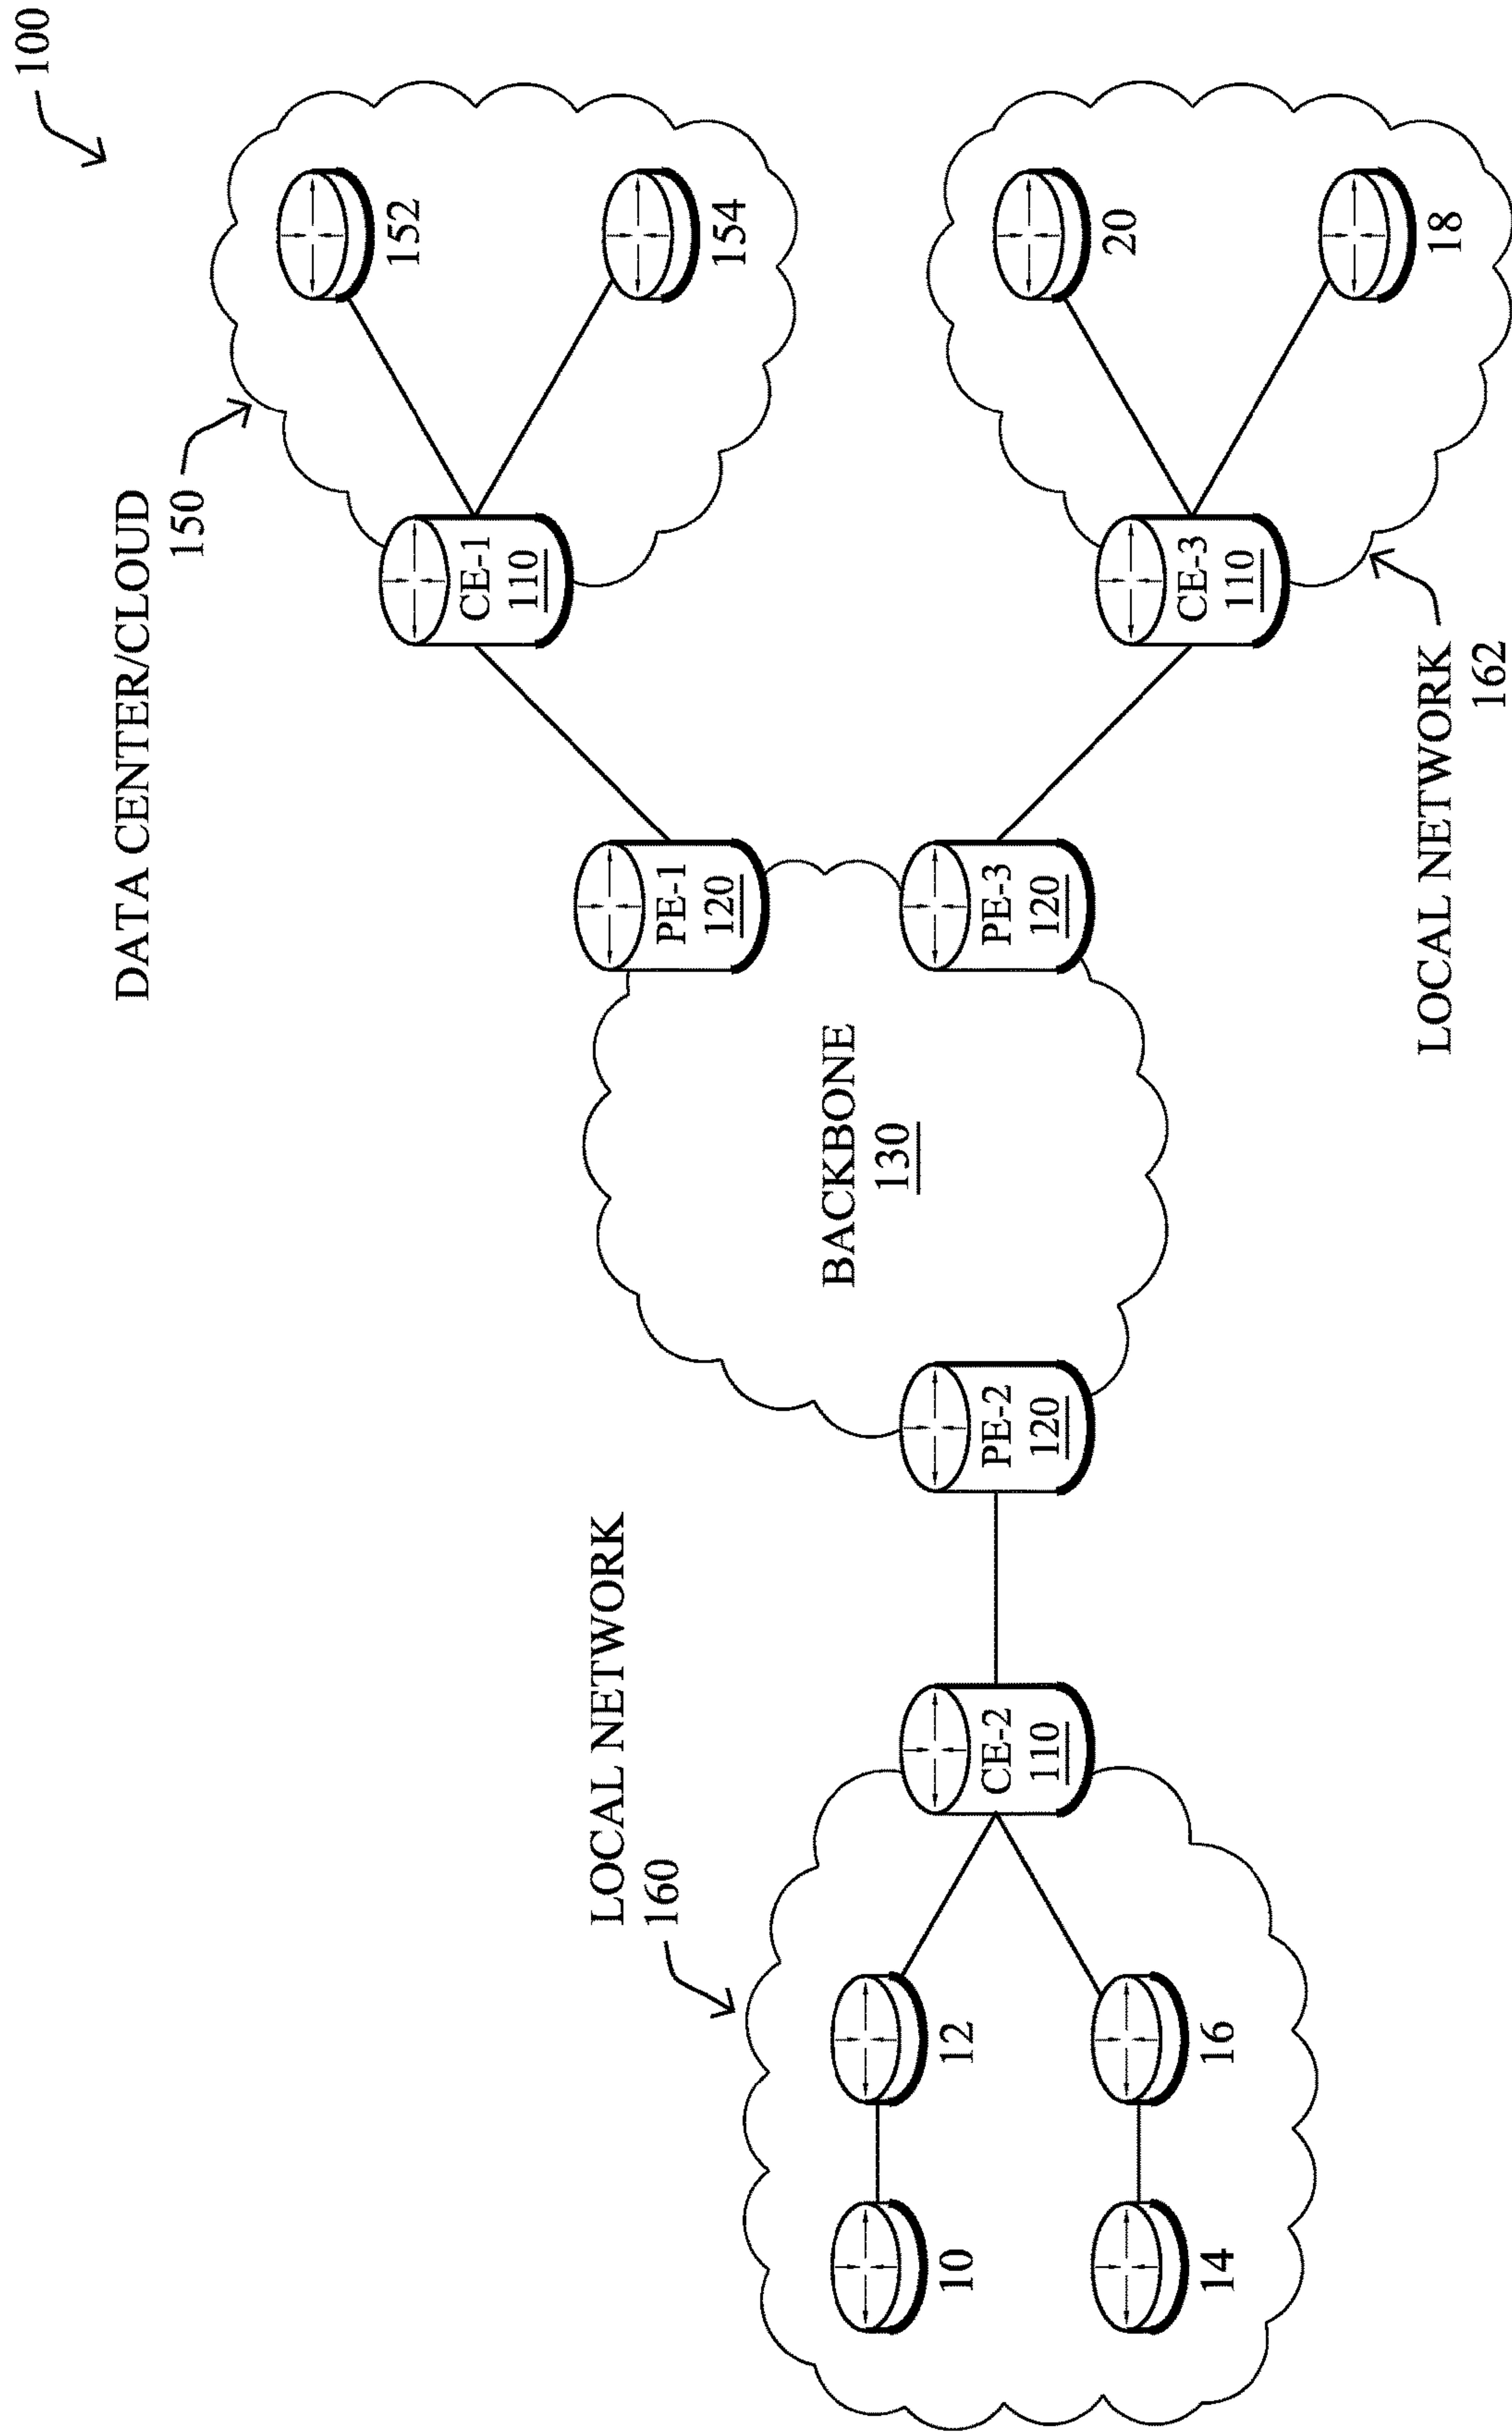 100
DATA CENTER/CLOUD
150
152
154
CE-1
110
PE-1
120
BACKBONE
130
LOCAL NETWORK
160
10
12
14
16
CE-2
110
PE-2
120
PE-3
120
CE-3
110
20
18
LOCAL NETWORK
162